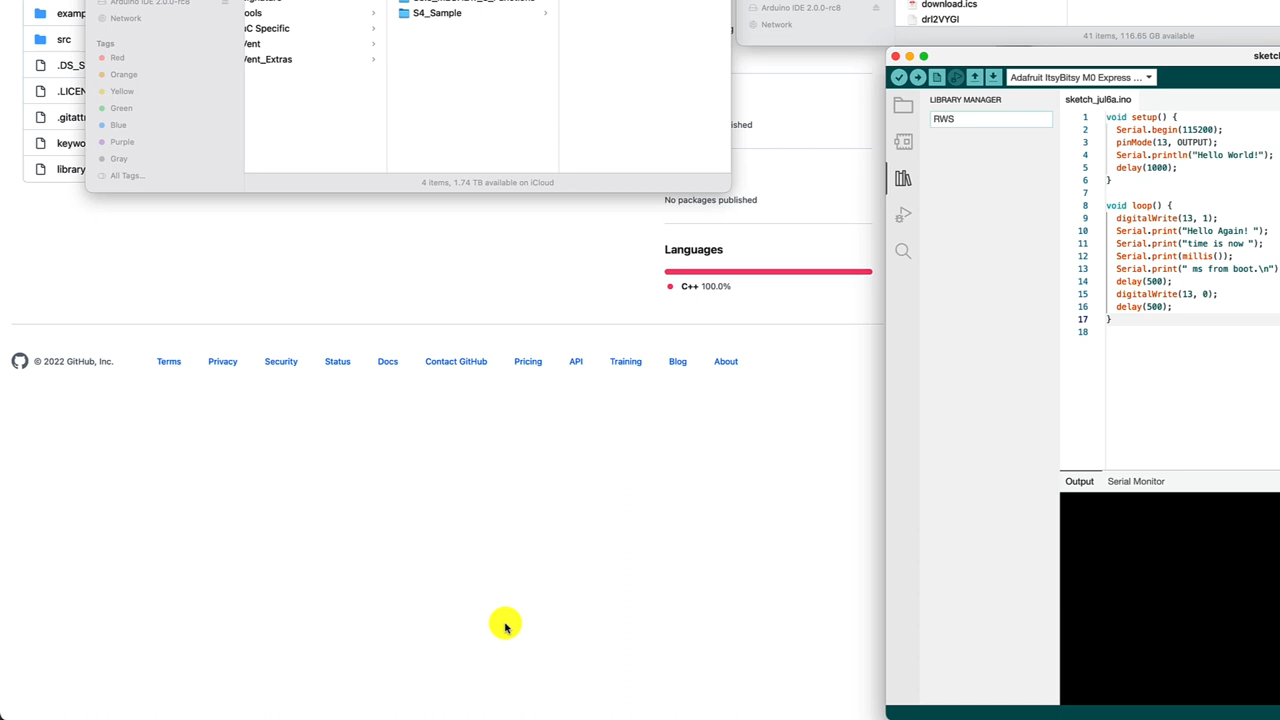 examp
src
.DS_S
.LICEN
.gitatt
keywo
library
Arduino IDE 2.0.0-rc8
Network
Tags
Red
Orange
Yellow
Green
Blue
Purple
Gray
All Tags...
ools
C Specific
/ent
/ent_Extras
S4_Sample
4 items, 1.74 TB available on iCloud
Arduino IDE 2.0.0-rc8
Network
download.ics
drI2VYGI
41 items, 116.65 GB available
ished
No packages published
Languages
C++ 100.0%
© 2022 GitHub, Inc.
Terms
Privacy
Security
Status
Docs
Contact GitHub
Pricing
API
Training
Blog
About
sketc
Adafruit ItsyBitsy M0 Express ...
LIBRARY MANAGER
RWS
sketch_jul6a.ino
1 void setup() {
2 Serial.begin(115200);
3 pinMode(13, OUTPUT);
4 Serial.println("Hello World!");
5 delay(1000);
6 }
7
8 void loop() {
9 digitalWrite(13, 1);
10 Serial.print("Hello Again! ");
11 Serial.print("time is now ");
12 Serial.print(millis());
13 Serial.print(" ms from boot.\n")
14 delay(500);
15 digitalWrite(13, 0);
16 delay(500);
17 }
18
Output
Serial Monitor